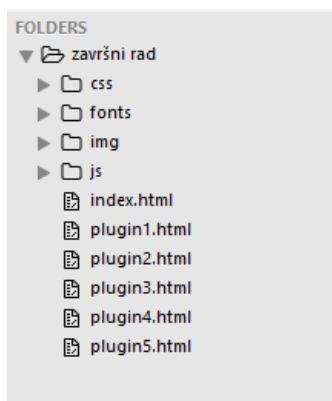 FOLDERS
završni rad
css
fonts
img
js
index.html
plugin1.html
plugin2.html
plugin3.html
plugin4.html
plugin5.html